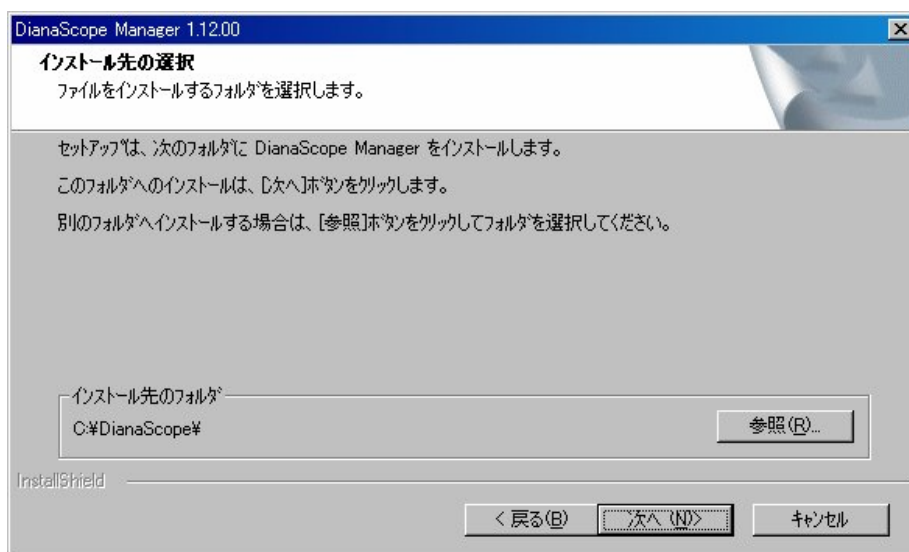 DianaScope Manager 1.12.00
インストール先の選択
ファイルをインストールするフォルダを選択します。
セットアップは、次のフォルダに DianaScope Manager をインストールします。
このフォルダへのインストールは、[次へ]ボタンをクリックします。
別のフォルダへインストールする場合は、[参照]ボタンをクリックしてフォルダを選択してください。
インストール先のフォルダ
C:¥DianaScope¥
参照(R)...
InstallShield
< 戻る(B)
次へ (N)>
キャンセル